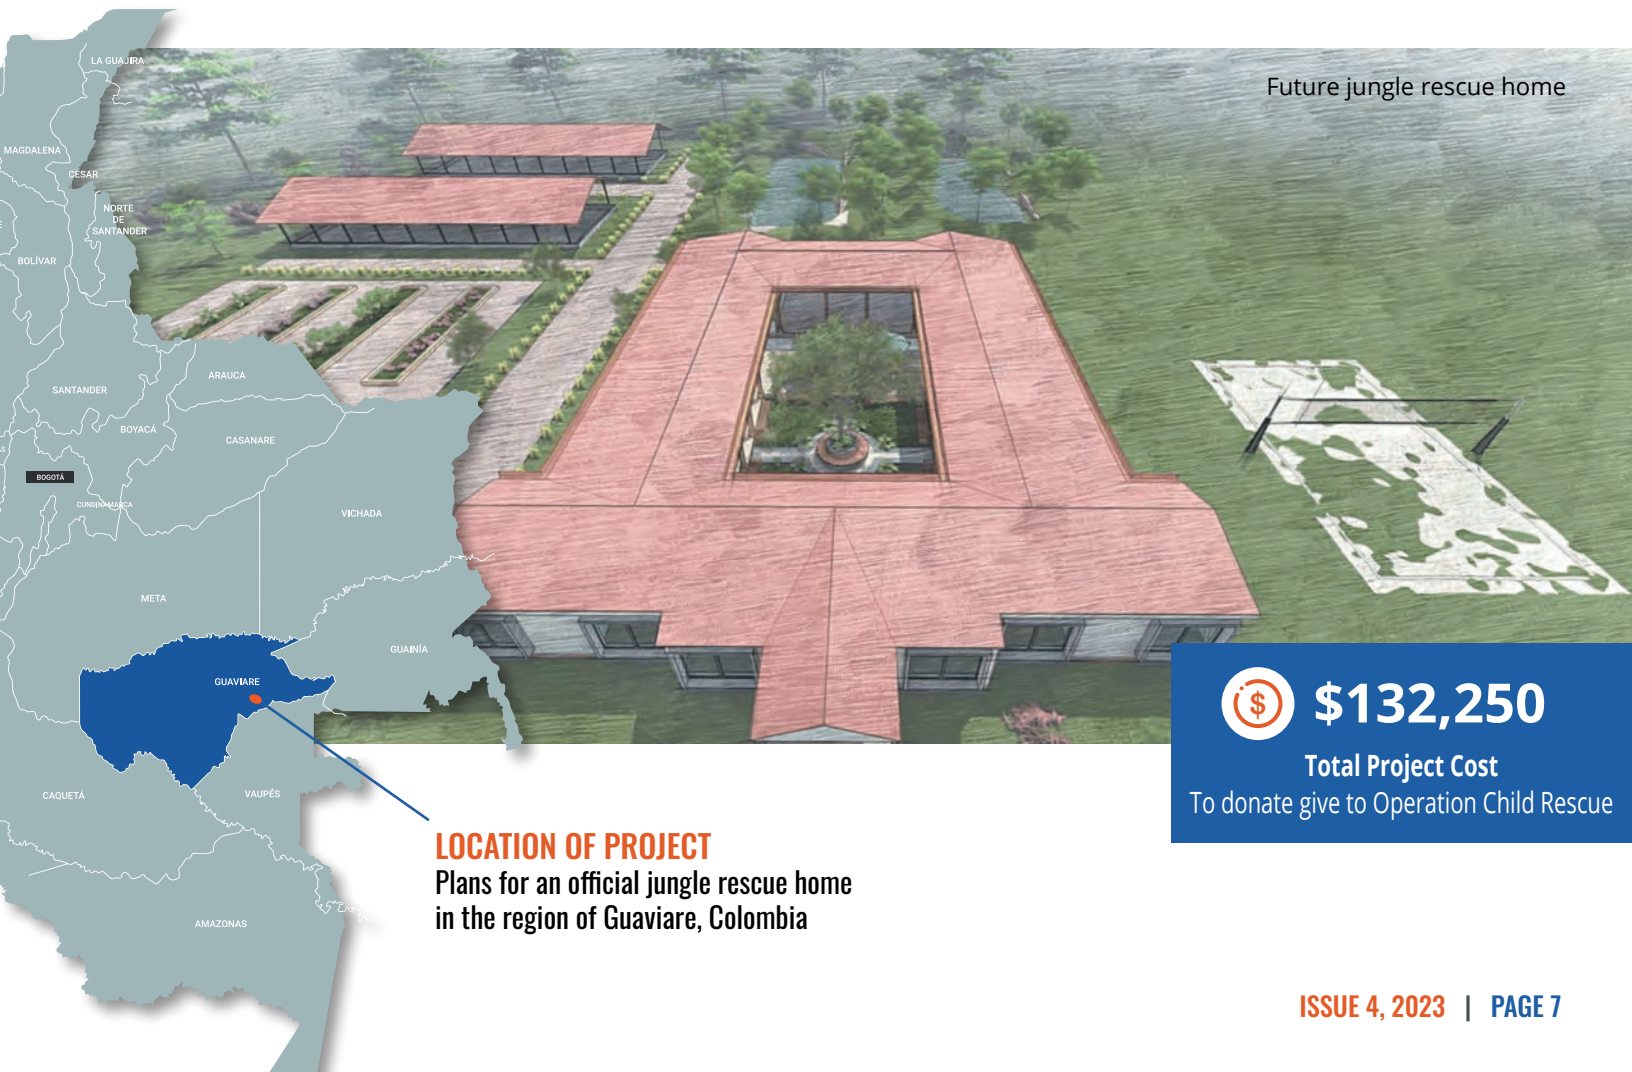 LA GUAJIRA
MAGDALENA
CESAR
NORTE
DE
SANTANDER
BOLÍVAR
SANTANDER
ARAUCA
BOYACÁ
CASANARE
BOGOTÁ
CUNDINAMARCA
VICHADA
META
GUAINÍA
GUAVIARE
CAQUETÁ
VAUPÉS
AMAZONAS
Future jungle rescue home
$132,250
Total Project Cost
To donate give to Operation Child Rescue
LOCATION OF PROJECT
Plans for an official jungle rescue home
in the region of Guaviare, Colombia
ISSUE 4, 2023 | PAGE 7